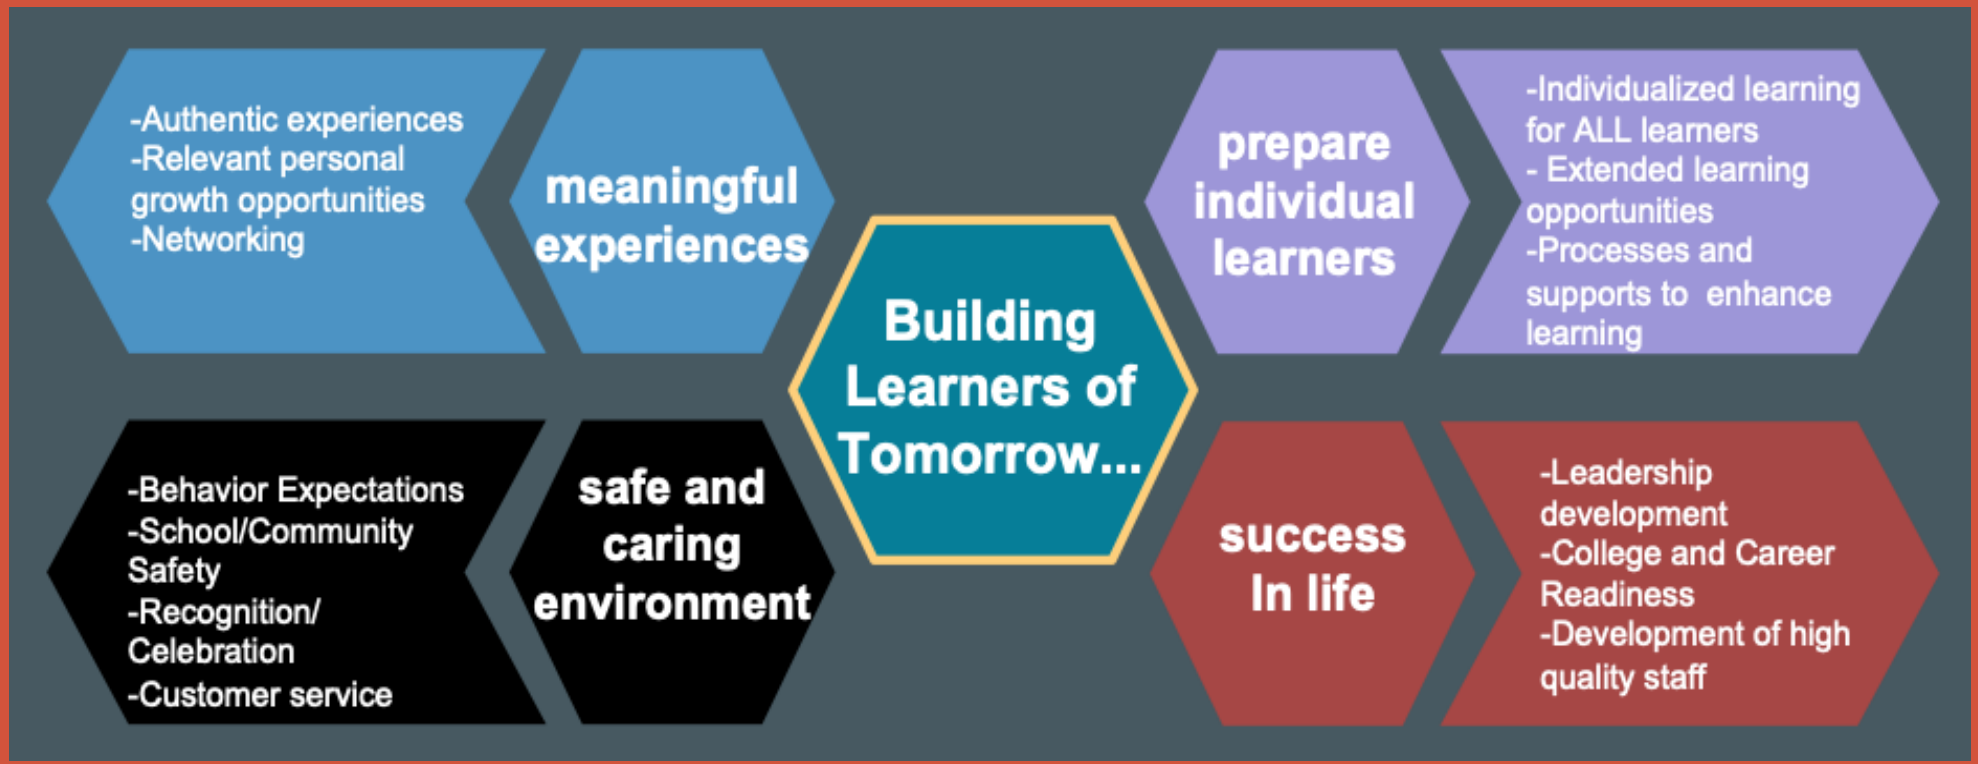 -Authentic experiences
-Relevant personal
growth opportunities
-Networking
meaningful
experiences
prepare
individual
learners
-Individualized learning
for ALL learners
- Extended learning
opportunities
-Processes and
supports to  enhance
learning
Building
Learners of
Tomorrow...
-Behavior Expectations
-School/Community
Safety
-Recognition/
Celebration
-Customer service
safe and
caring
environment
success
In life
-Leadership
development
-College and Career
Readiness
-Development of high
quality staff